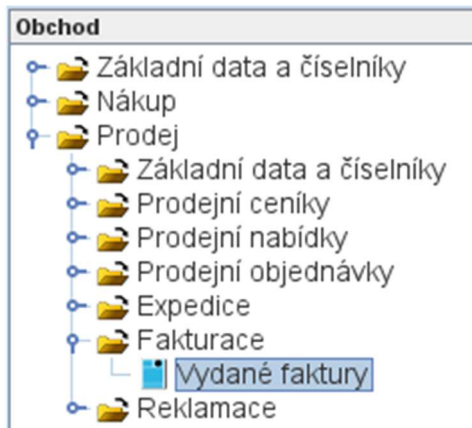 Obchod
Základní data a číselníky
Nákup
Prodej
Základní data a číselníky
Prodejní ceníky
Prodejní nabídky
Prodejní objednávky
Expedice
Fakturace
Vydané faktury
Reklamace